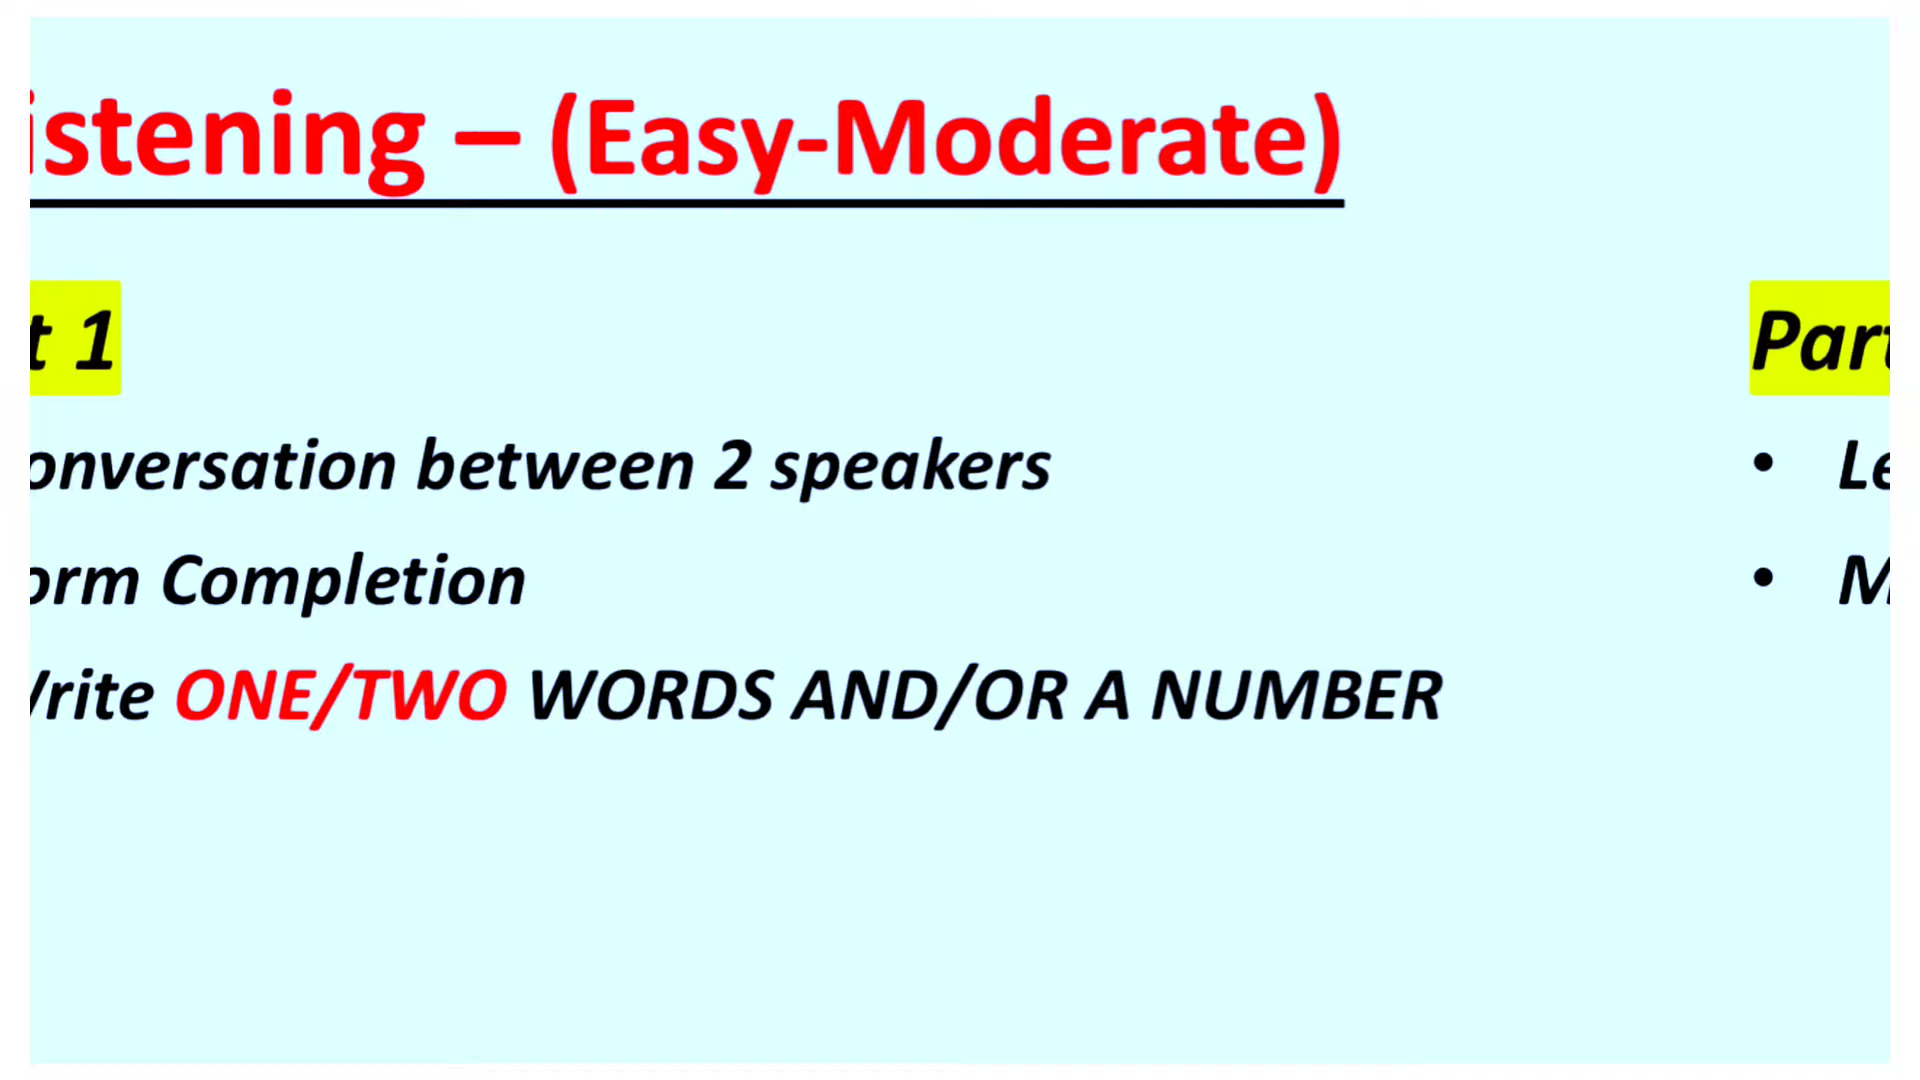 istening – (Easy-Moderate)
t 1
onversation between 2 speakers
orm Completion
Write ONE/TWO WORDS AND/OR A NUMBER
Part
• Le
• M